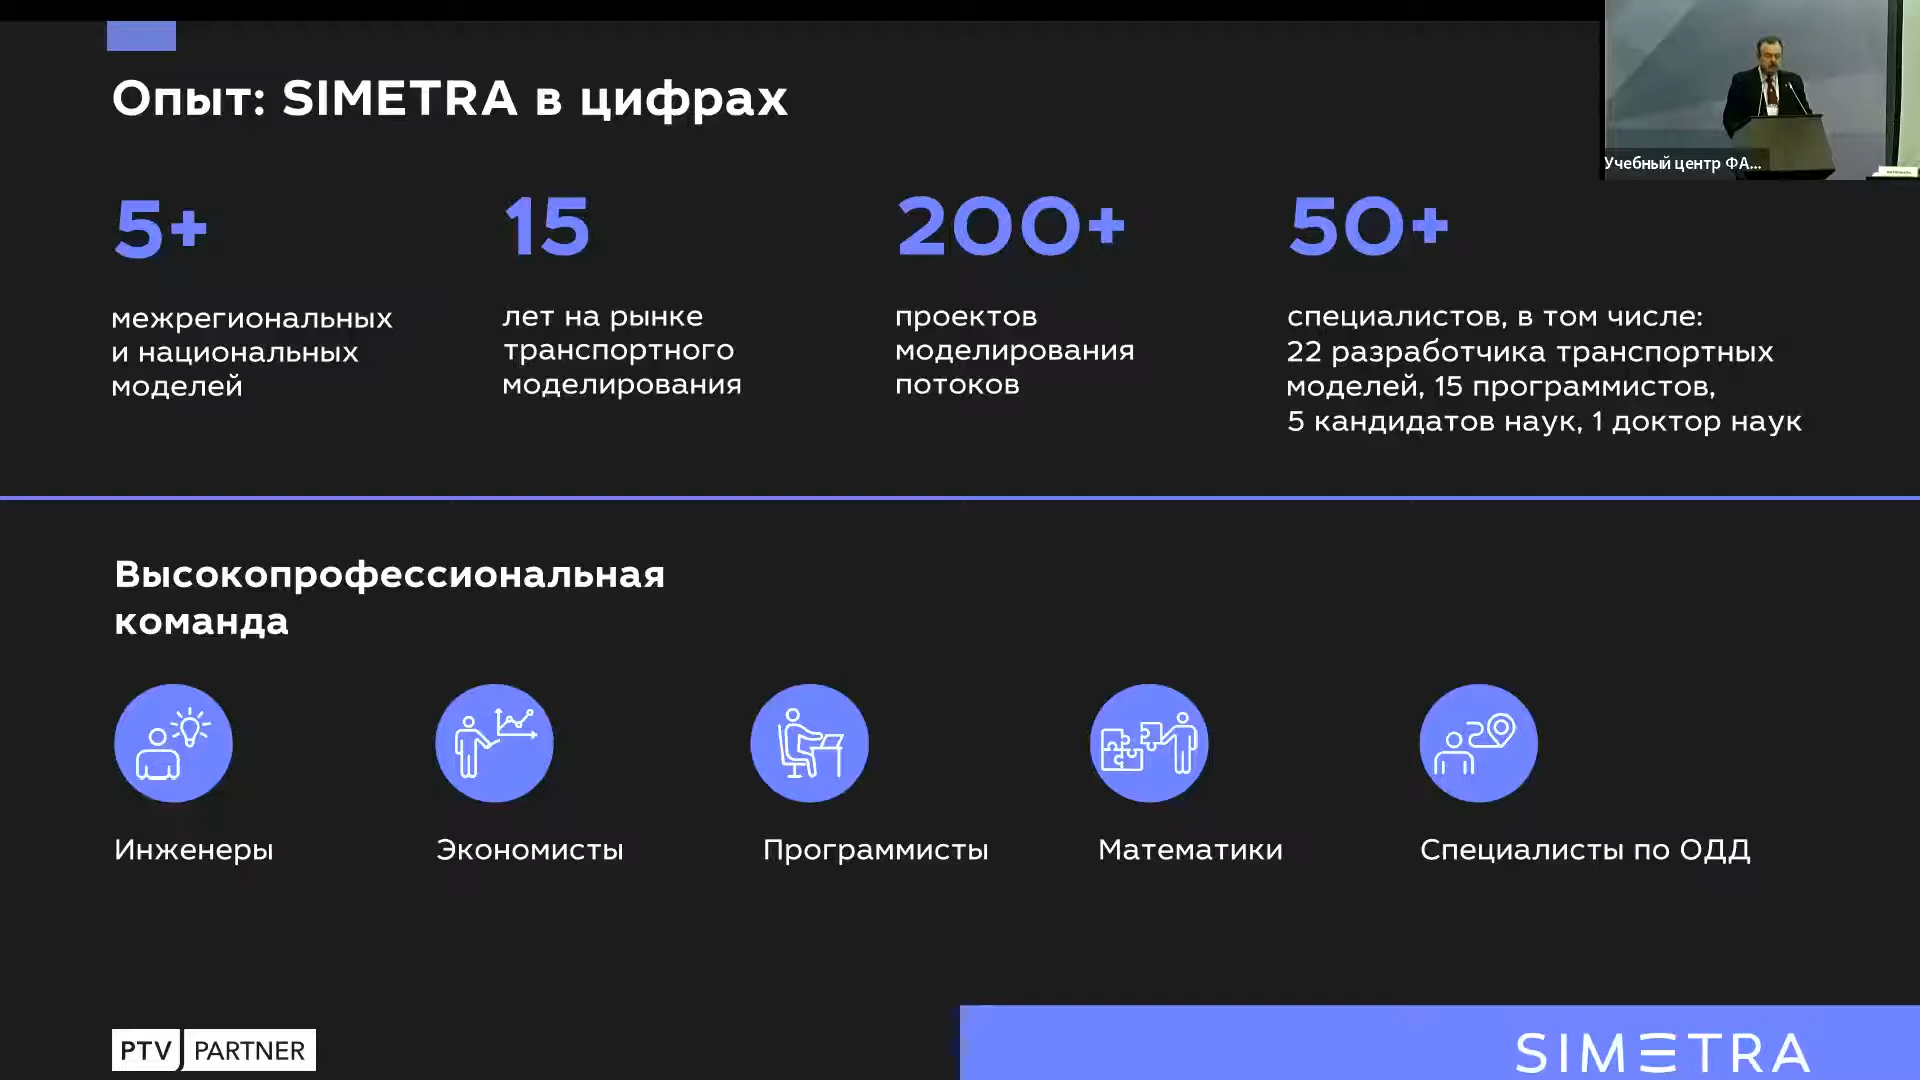 Опыт: SIMETRA в цифрах
Учебный центр ФА...
5+
межрегиональных
и национальных
моделей
15
лет на рынке
транспортного
моделирования
200+
проектов
моделирования
потоков
50+
специалистов, в том числе:
22 разработчика транспортных
моделей, 15 программистов,
5 кандидатов наук, 1 доктор наук
Высокопрофессиональная
команда
Инженеры
Экономисты
Программисты
Математики
Специалисты по ОДД
PTV PARTNER
SIMETRA